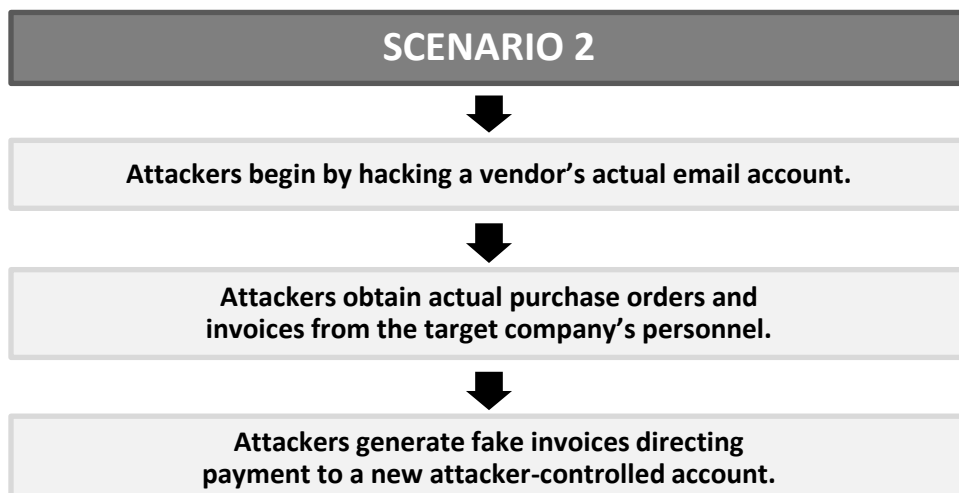 SCENARIO 2
Attackers begin by hacking a vendor’s actual email account.
Attackers obtain actual purchase orders and
invoices from the target company’s personnel.
Attackers generate fake invoices directing
payment to a new attacker-controlled account.